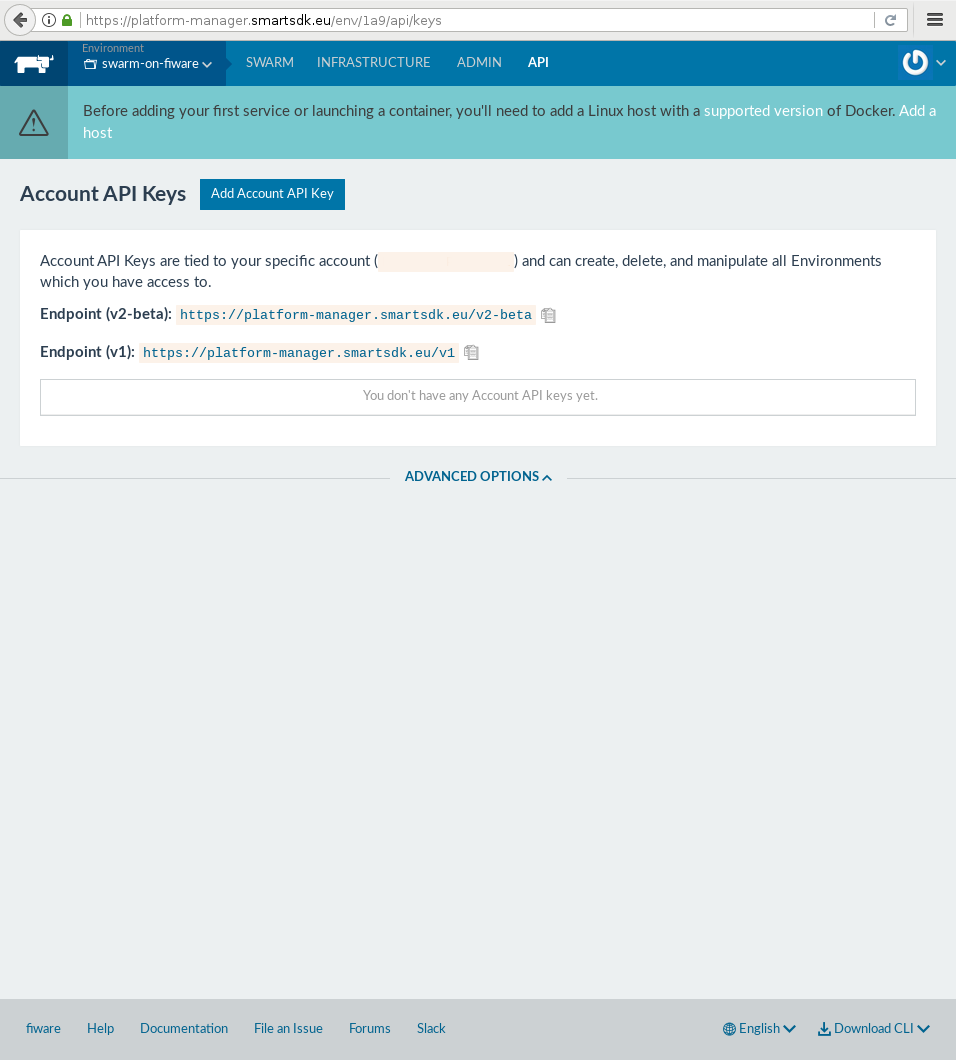 https://platform-manager.smartsdk.eu/env/1a9/api/keys
Environment
swarm-on-fiware
SWARM INFRASTRUCTURE ADMIN API
Before adding your first service or launching a container, you'll need to add a Linux host with a supported version of Docker. Add a
host
Account API Keys Add Account API Key
Account API Keys are tied to your specific account ( ) and can create, delete, and manipulate all Environments
which you have access to.
Endpoint (v2-beta): https://platform-manager.smartsdk.eu/v2-beta
Endpoint (v1): https://platform-manager.smartsdk.eu/v1
You don't have any Account API keys yet.
ADVANCED OPTIONS
fiware Help Documentation File an Issue Forums Slack English Download CLI